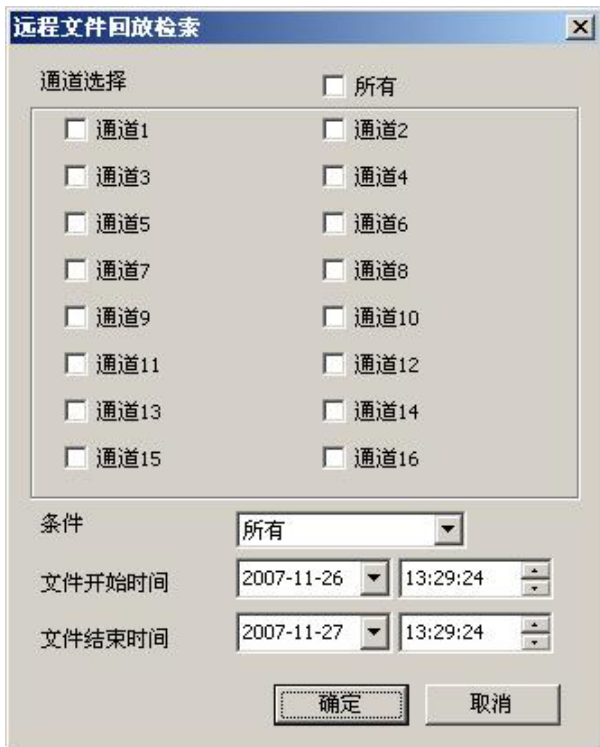 远程文件回放检索
通道选择 所有
通道1 通道2
通道3 通道4
通道5 通道6
通道7 通道8
通道9 通道10
通道11 通道12
通道13 通道14
通道15 通道16
条件 所有
文件开始时间 2007-11-26 13:29:24
文件结束时间 2007-11-27 13:29:24
确定 取消